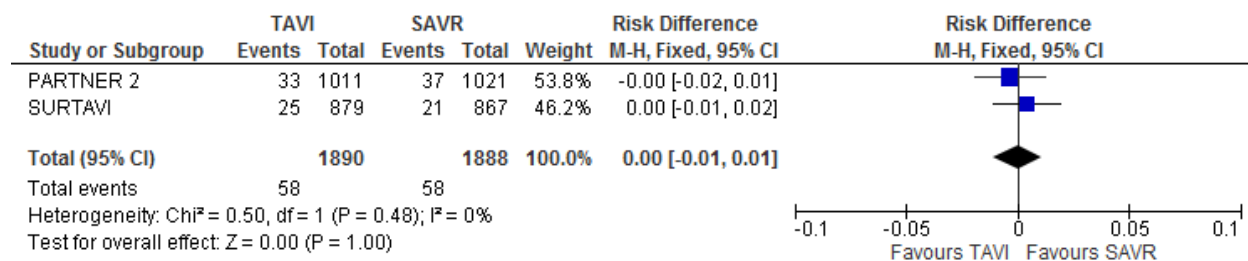 TAVI SAVR Risk Difference Risk Difference
Study or Subgroup Events Total Events Total Weight M-H, Fixed, 95% CI M-H, Fixed, 95% CI
PARTNER 2 33 1011 37 1021 53.8% -0.00 [-0.02, 0.01]
SURTAVI 25 879 21 867 46.2% 0.00 [-0.01, 0.02]
Total (95% CI) 1890 1888 100.0% 0.00 [-0.01, 0.01]
Total events 58 58
Heterogeneity: Chi² = 0.50, df = 1 (P = 0.48); I² = 0%
Test for overall effect: Z = 0.00 (P = 1.00)
-0.1 -0.05 0 0.05 0.1
Favours TAVI Favours SAVR